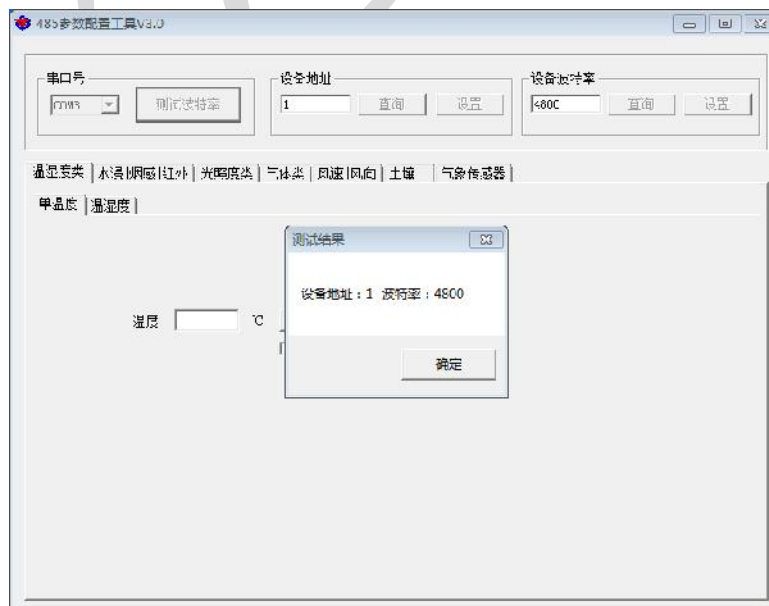 485参数配置工具V3.0
串口号
设备地址
设备波特率
COM3
测试波特率
1
查询
设置
4800
查询
设置
温湿度类
水浸|烟感|红外
光照度类
气体类
风速|风向
土壤
气象传感器
单温度
温湿度
测试结果
设备地址：1 波特率：4800
温度
℃
确定